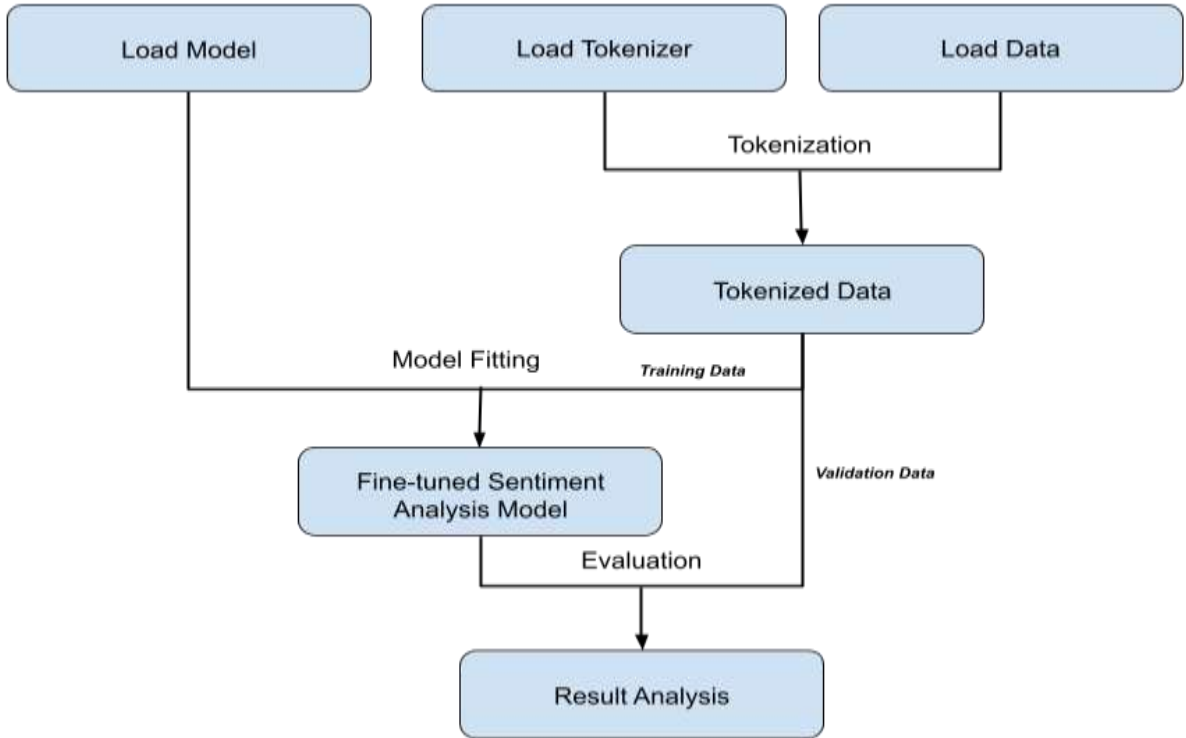 Load Model
Load Tokenizer
Load Data
Tokenization
Tokenized Data
Model Fitting
Training Data
Fine-tuned Sentiment
Analysis Model
Validation Data
Evaluation
Result Analysis